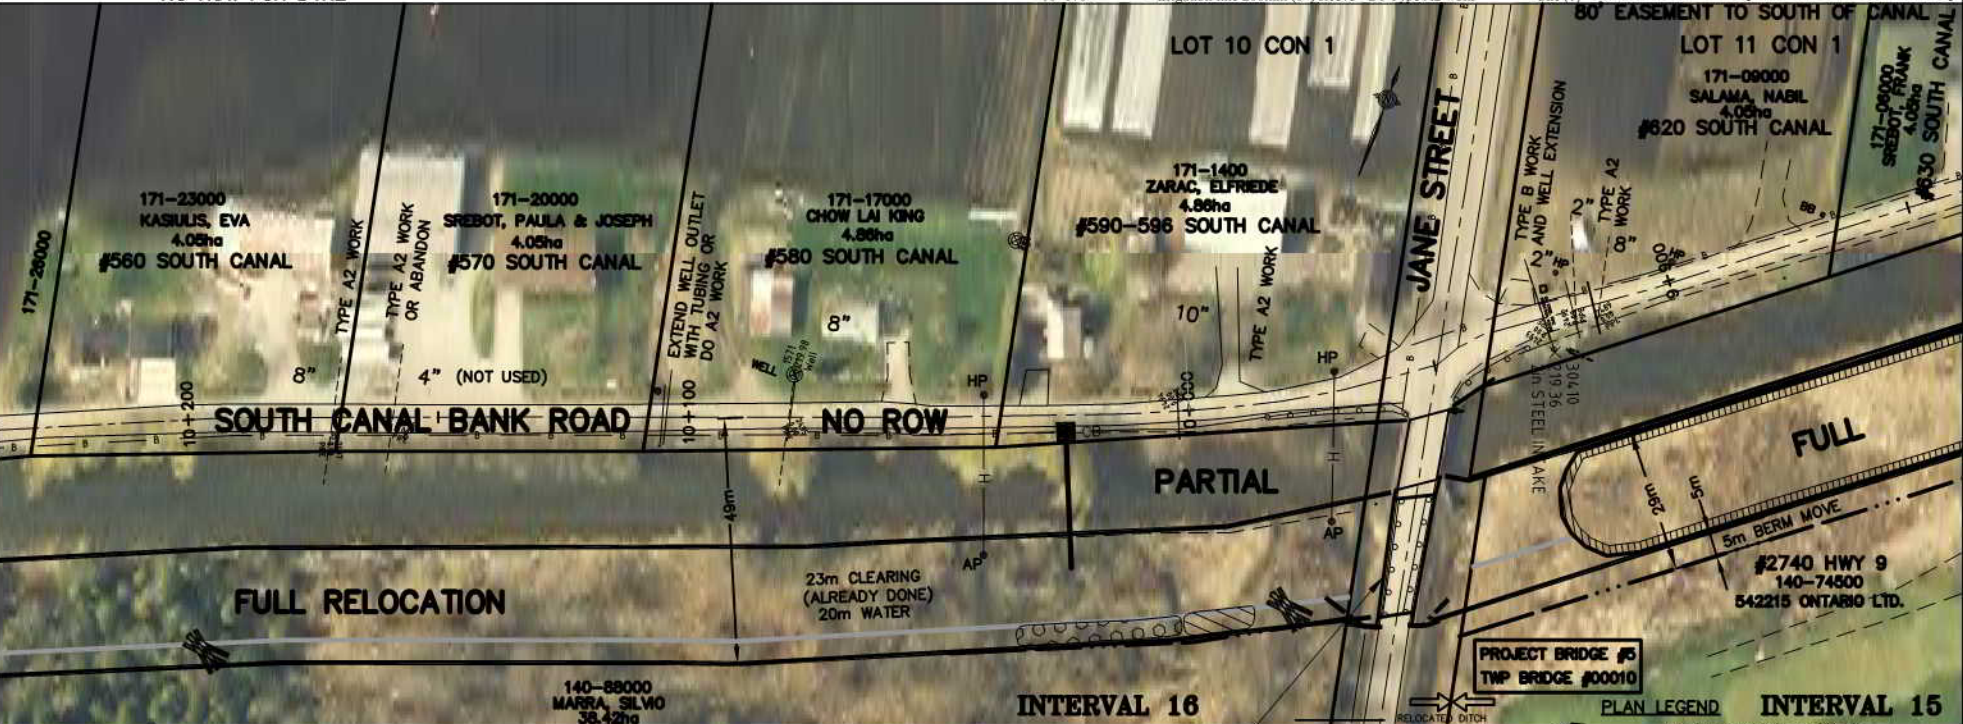 80' EASEMENT TO SOUTH OF CANAL
LOT 10 CON 1
LOT 11 CON 1
171-09000
SALAMA, NABIL
4.05ha
#620 SOUTH CANAL
171-06000
SREBOT, FRANK
4.05ha
#630 SOUTH CANAL
JANE STREET
171-26000
171-23000
KASIULIS, EVA
4.05ha
#560 SOUTH CANAL
TYPE A2 WORK
TYPE A2 WORK
OR ABANDON
171-20000
SREBOT, PAULA & JOSEPH
4.05ha
#570 SOUTH CANAL
EXTEND WELL OUTLET
WITH TUBING OR
DO A2 WORK
171-17000
CHOW LAI KING
4.86ha
#580 SOUTH CANAL
171-1400
ZARAC, ELFRIEDE
4.86ha
#590-596 SOUTH CANAL
TYPE A2 WORK
TYPE B WORK
AND WELL EXTENSION
TYPE A2
WORK
2"
2"
8"
HP
HP
BB
8"
4" (NOT USED)
WELL
8"
10"
HP
HP
10+200
SOUTH CANAL BANK ROAD
10+100
NO ROW
CB
PARTIAL
FULL
49m
29m
5m
5m BERM MOVE
AP
AP
FULL RELOCATION
23m CLEARING
(ALREADY DONE)
20m WATER
#2740 HWY 9
140-74500
542215 ONTARIO LTD.
PROJECT BRIDGE #5
TWP BRIDGE #00010
140-88000
MARRA, SILVIO
38.42ha
INTERVAL 16
RELOCATED DITCH
PLAN LEGEND
INTERVAL 15